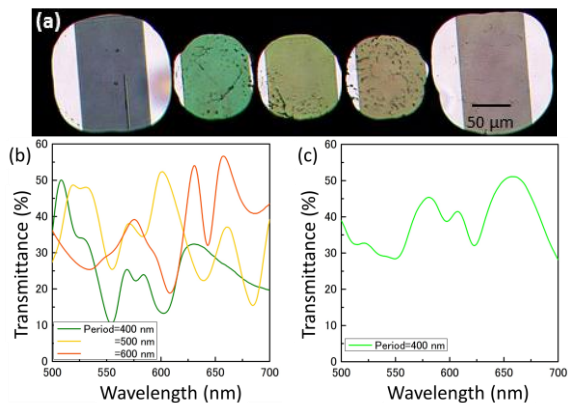 (a)
50 μm
(b)
(c)
Transmittance (%)
60
50
40
30
20
10
0
Period=400 nm
=500 nm
=600 nm
500
550
600
650
700
Wavelength (nm)
Transmittance (%)
60
50
40
30
20
10
0
Period=400 nm
500
550
600
650
700
Wavelength (nm)